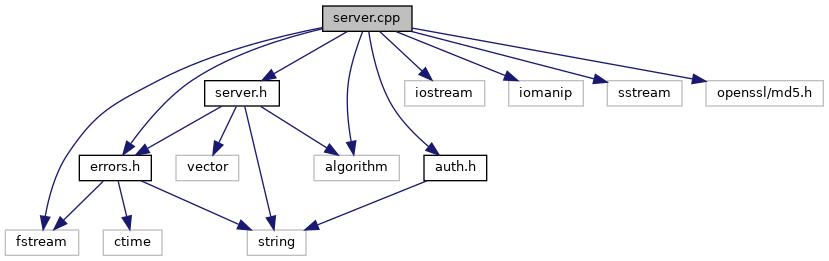 server.cpp
server.h
iostream
iomanip
sstream
openssl/md5.h
errors.h
vector
algorithm
auth.h
fstream
ctime
string